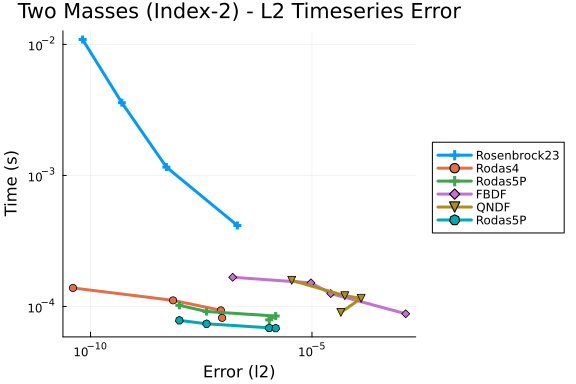 Two Masses (Index-2) - L2 Timeseries Error
Time (s)
10⁻²
10⁻³
10⁻⁴
10⁻¹⁰
10⁻⁵
Error (l2)
Rosenbrock23
Rodas4
Rodas5P
FBDF
QNDF
Rodas5P